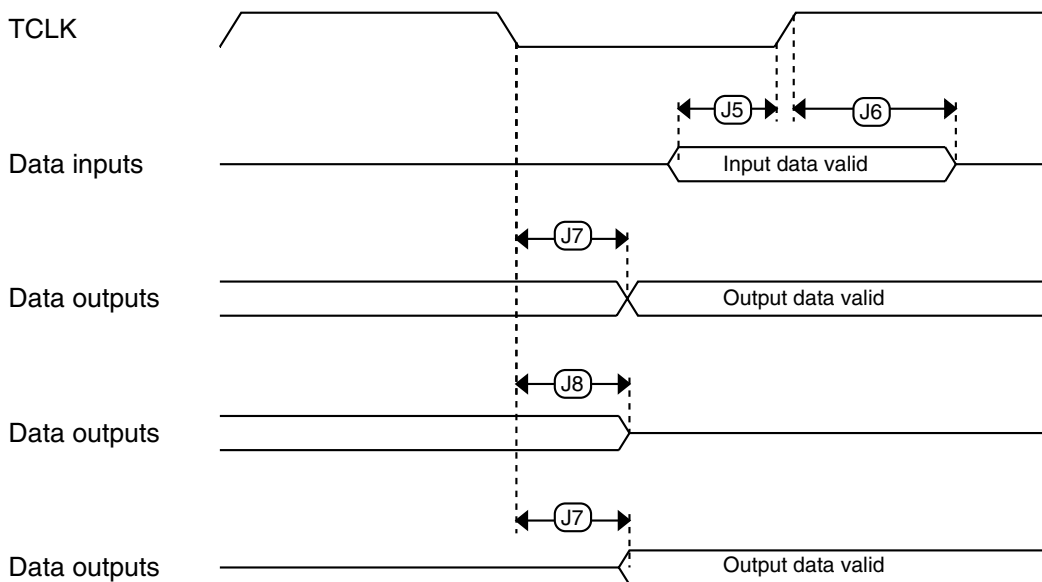 TCLK
J5
J6
Data inputs
Input data valid
J7
Data outputs
Output data valid
J8
Data outputs
J7
Data outputs
Output data valid